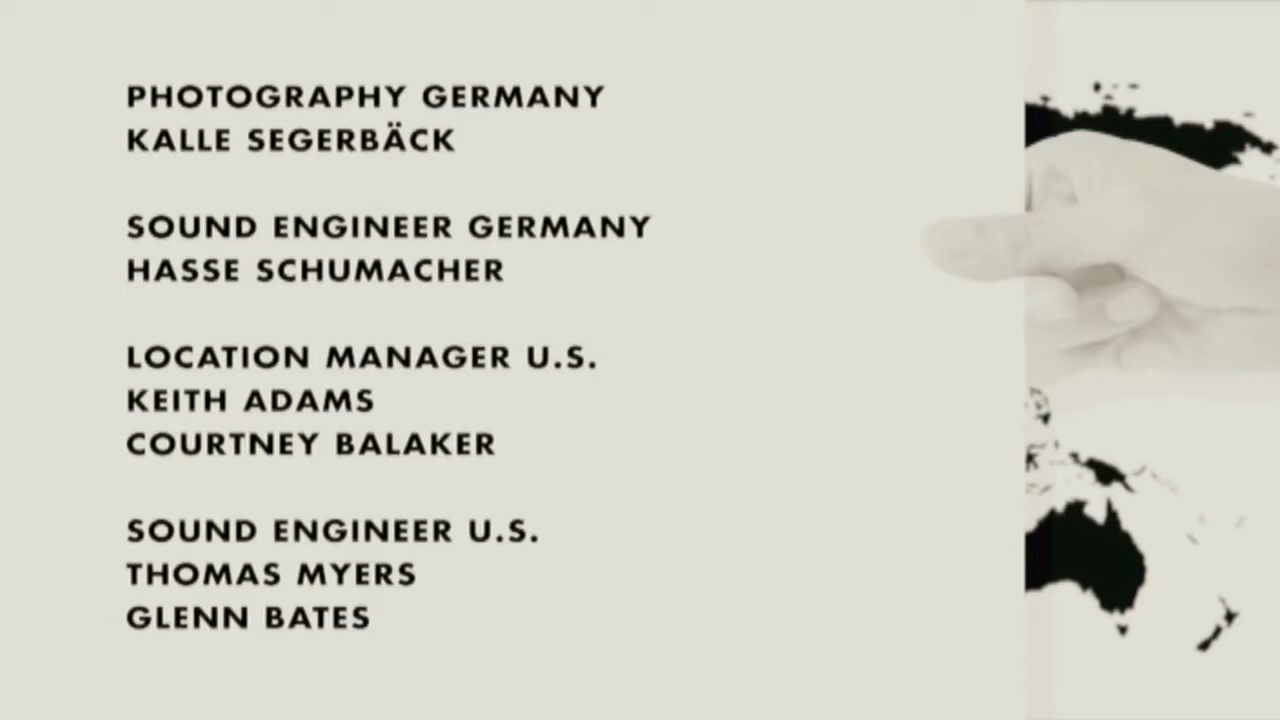 PHOTOGRAPHY GERMANY
KALLE SEGERBÄCK
SOUND ENGINEER GERMANY
HASSE SCHUMACHER
LOCATION MANAGER U.S.
KEITH ADAMS
COURTNEY BALAKER
SOUND ENGINEER U.S.
THOMAS MYERS
GLENN BATES